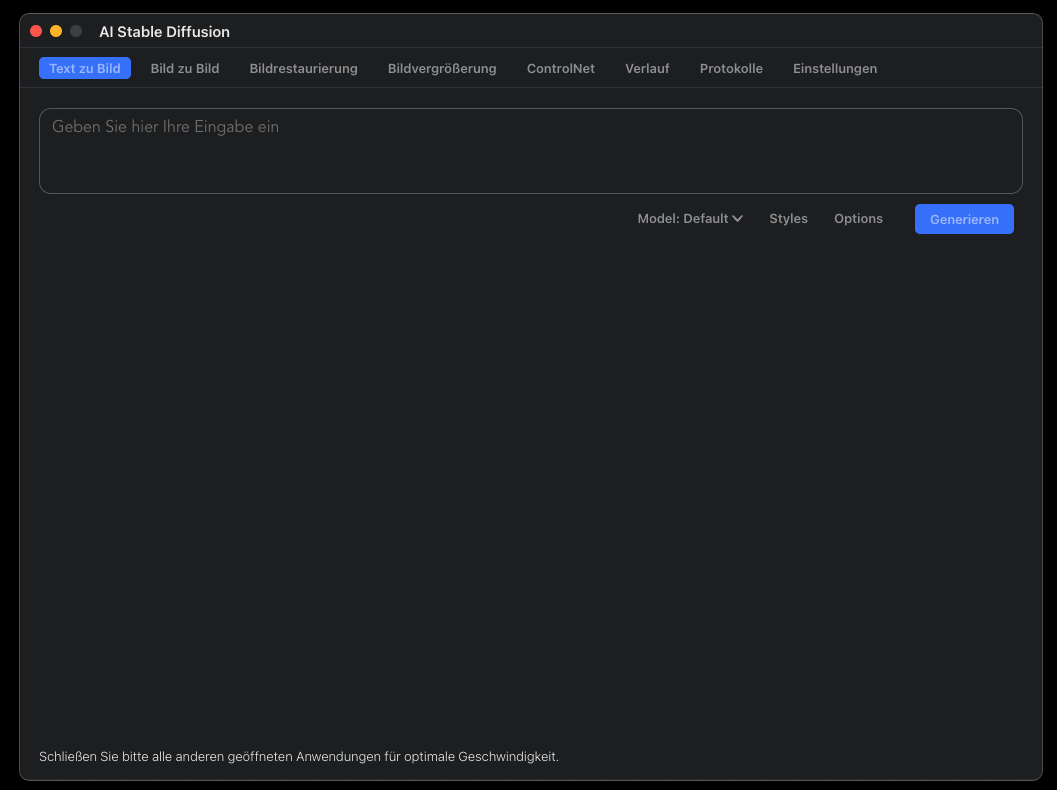 AI Stable Diffusion
Text zu Bild Bild zu Bild Bildrestaurierung Bildvergrößerung ControlNet Verlauf Protokolle Einstellungen
Geben Sie hier Ihre Eingabe ein
Model: Default Styles Options Generieren
Schließen Sie bitte alle anderen geöffneten Anwendungen für optimale Geschwindigkeit.